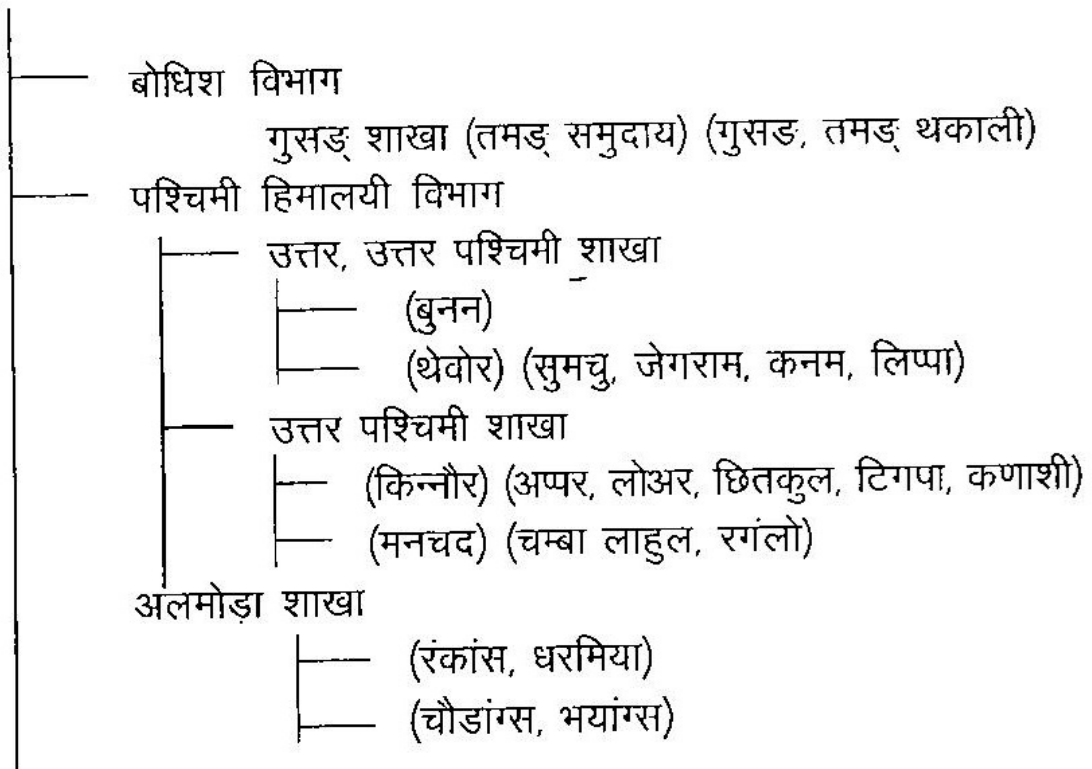 बोधिश विभाग
गुसङ् शाखा (तमङ् समुदाय) (गुसङ, तमङ् थकाली)
पश्चिमी हिमालयी विभाग
उत्तर, उत्तर पश्चिमी शाखा
(बुनन)
(थेवोर) (सुमचु, जेगराम, कनम, लिप्पा)
उत्तर पश्चिमी शाखा
(किन्नौर) (अप्पर, लोअर, छितकुल, टिगपा, कणाशी)
(मनचद) (चम्बा लाहुल, रगंलो)
अलमोड़ा शाखा
(रंकांस, धरमिया)
(चौडांग्स, भयांग्स)